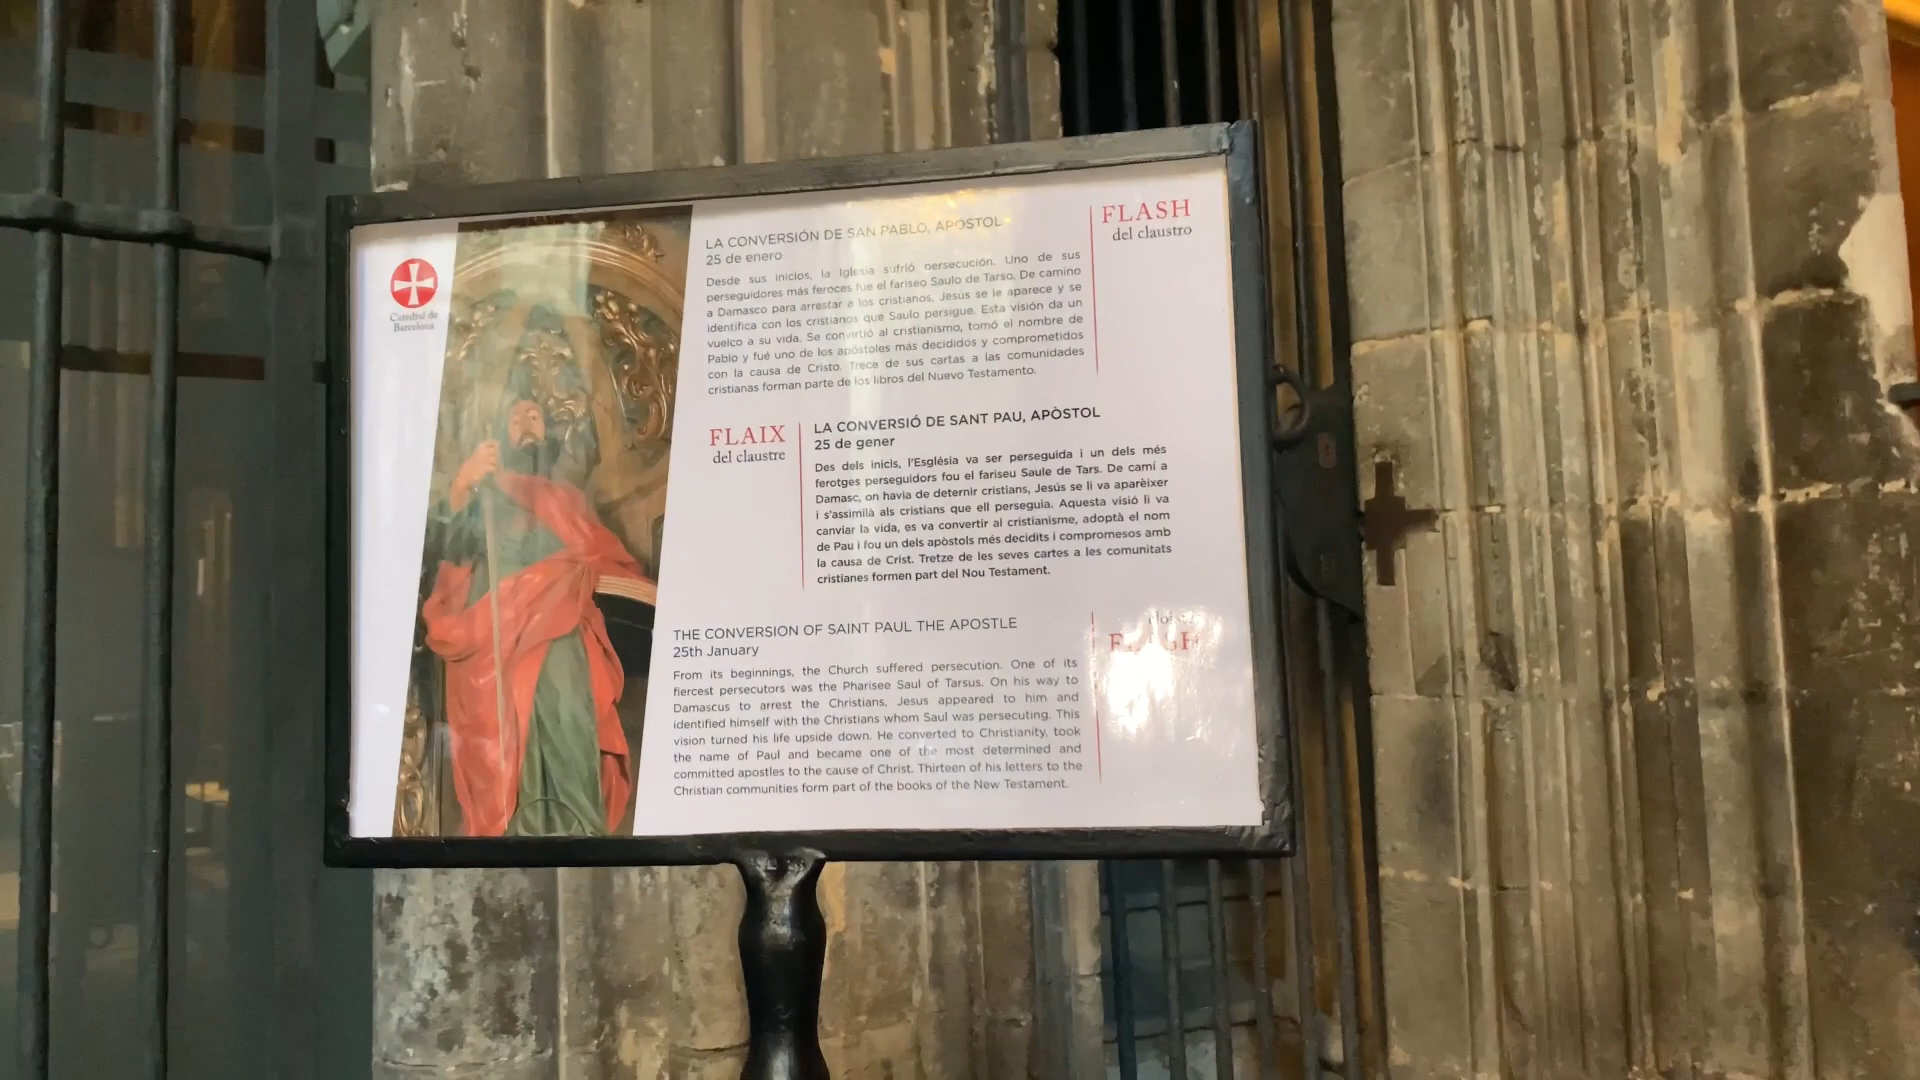 Catedral de
Barcelona
LA CONVERSIÓN DE SAN PABLO, APOSTOL
25 de enero
Desde sus inicios, la Iglesia sufrió persecución. Uno de sus
perseguidores más feroces fue el fariseo Saulo de Tarso. De camino
a Damasco para arrestar a los cristianos, Jesús se le aparece y se
identifica con los cristianos que Saulo persigue. Esta visión da un
vuelco a su vida. Se convirtió al cristianismo, tomó el nombre de
Pablo y fué uno de los apóstoles más decididos y comprometidos
con la causa de Cristo. Trece de sus cartas a las comunidades
cristianas forman parte de los libros del Nuevo Testamento.
FLASH
del claustro
FLAIX
del claustre
LA CONVERSIÓ DE SANT PAU, APÒSTOL
25 de gener
Des dels inicis, l'Església va ser perseguida i un dels més
ferotges perseguidors fou el fariseu Saule de Tars. De camí a
Damasc, on havia de deternir cristians, Jesús se li va aparèixer
i s'assimilà als cristians que ell perseguia. Aquesta visió li va
canviar la vida, es va convertir al cristianisme, adoptà el nom
de Pau i fou un dels apòstols més decidits i compromesos amb
la causa de Crist. Tretze de les seves cartes a les comunitats
cristianes formen part del Nou Testament.
THE CONVERSION OF SAINT PAUL THE APOSTLE
25th January
From its beginnings, the Church suffered persecution. One of its
fiercest persecutors was the Pharisee Saul of Tarsus. On his way to
Damascus to arrest the Christians, Jesus appeared to him and
identified himself with the Christians whom Saul was persecuting. This
vision turned his life upside down. He converted to Christianity, took
the name of Paul and became one of the most determined and
committed apostles to the cause of Christ. Thirteen of his letters to the
Christian communities form part of the books of the New Testament.